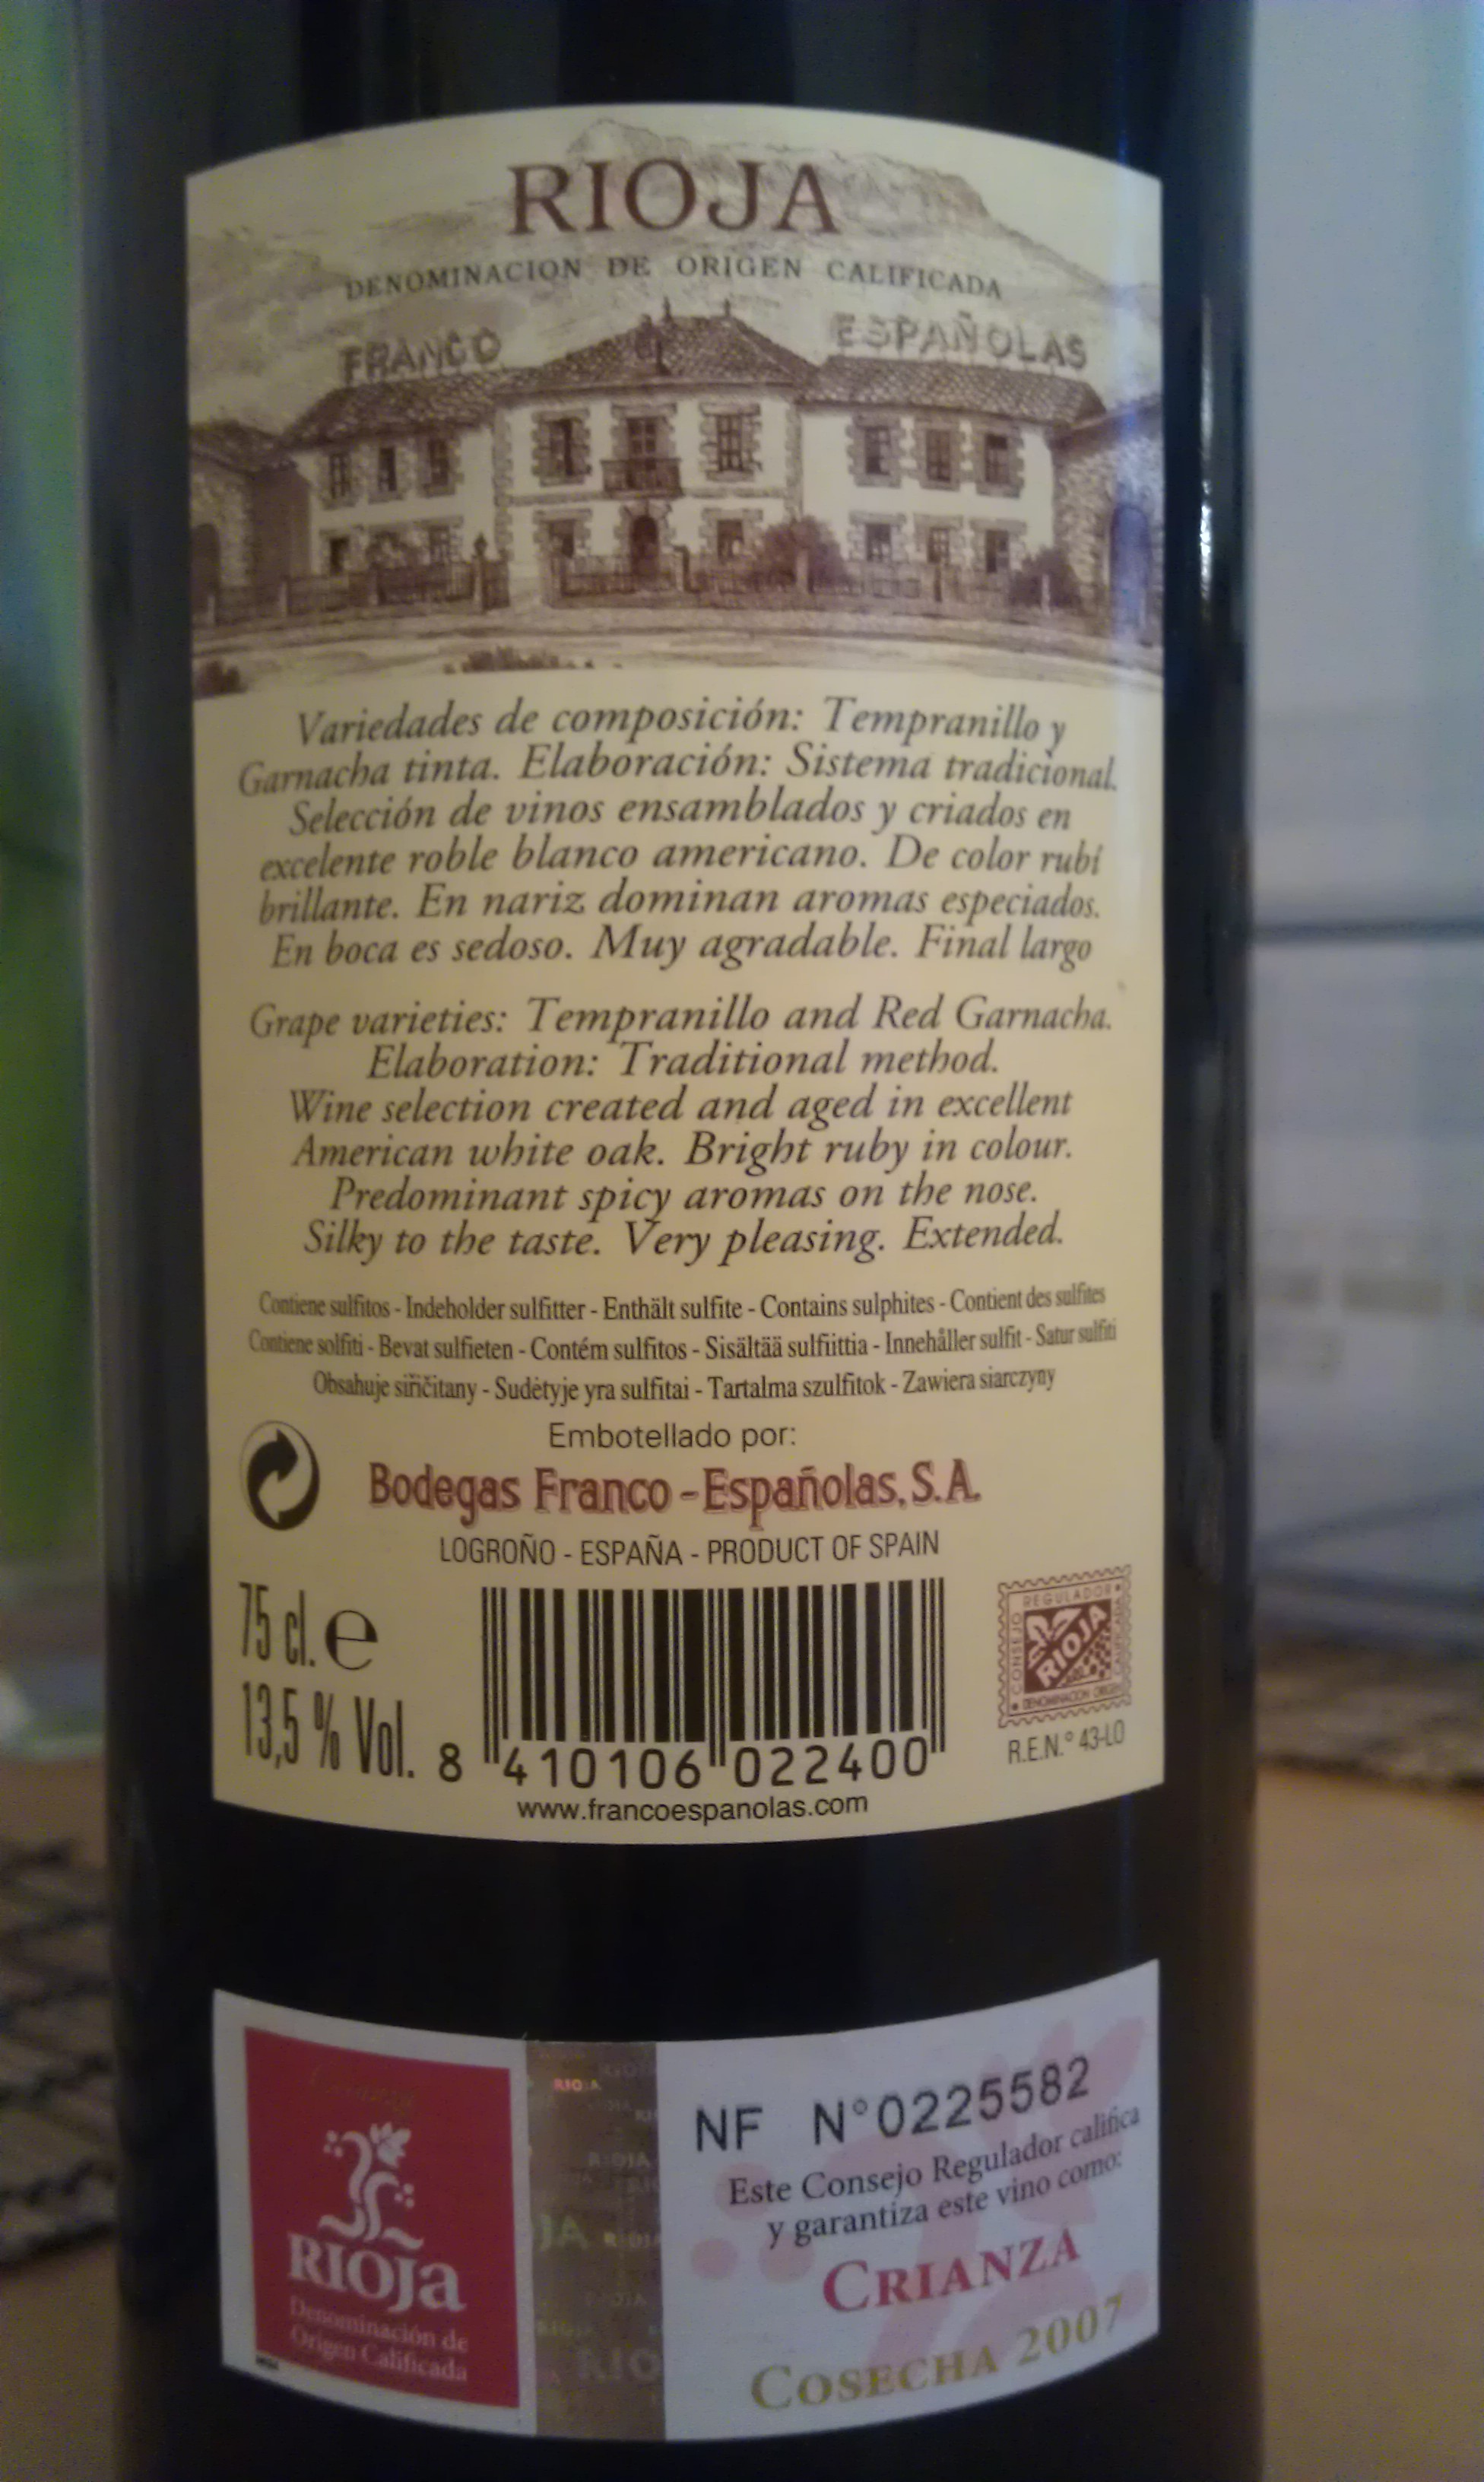 RIOJA
DENOMINACION DE ORIGEN CALIFICADA
FRANCO ESPAÑOLAS
Variedades de composición: Tempranillo y
Garnacha tinta. Elaboración: Sistema tradicional.
Selección de vinos ensamblados y criados en
excelente roble blanco americano. De color rubí
brillante. En nariz dominan aromas especiados.
En boca es sedoso. Muy agradable. Final largo
Grape varieties: Tempranillo and Red Garnacha.
Elaboration: Traditional method.
Wine selection created and aged in excellent
American white oak. Bright ruby in colour.
Predominant spicy aromas on the nose.
Silky to the taste. Very pleasing. Extended.
Contiene sulfitos - Indeholder sulfitter - Enthält sulfite - Contains sulphites - Contient des sulfites
Contiene solfiti - Bevat sulfieten - Contém sulfitos - Sisältää sulfiittia - Innehåller sulfit - Satur sulfiti
Obsahuje siřičitany - Sudėtyje yra sulfitai - Tartalma szulfitok - Zawiera siarczyny
Embotellado por:
Bodegas Franco-Españolas, S.A.
LOGROÑO - ESPAÑA - PRODUCT OF SPAIN
75 cl. e
13,5 % Vol.
8 410106 022400
www.francoespanolas.com
CONSEJO REGULADOR
RIOJA
DENOMINACION ORIGEN CALIFICADA
R.E.N.º 43-LO
RIOJA
Denominación de
Origen Calificada
RIOJA
NF Nº0225582
Este Consejo Regulador califica
y garantiza este vino como:
CRIANZA
COSECHA 2007